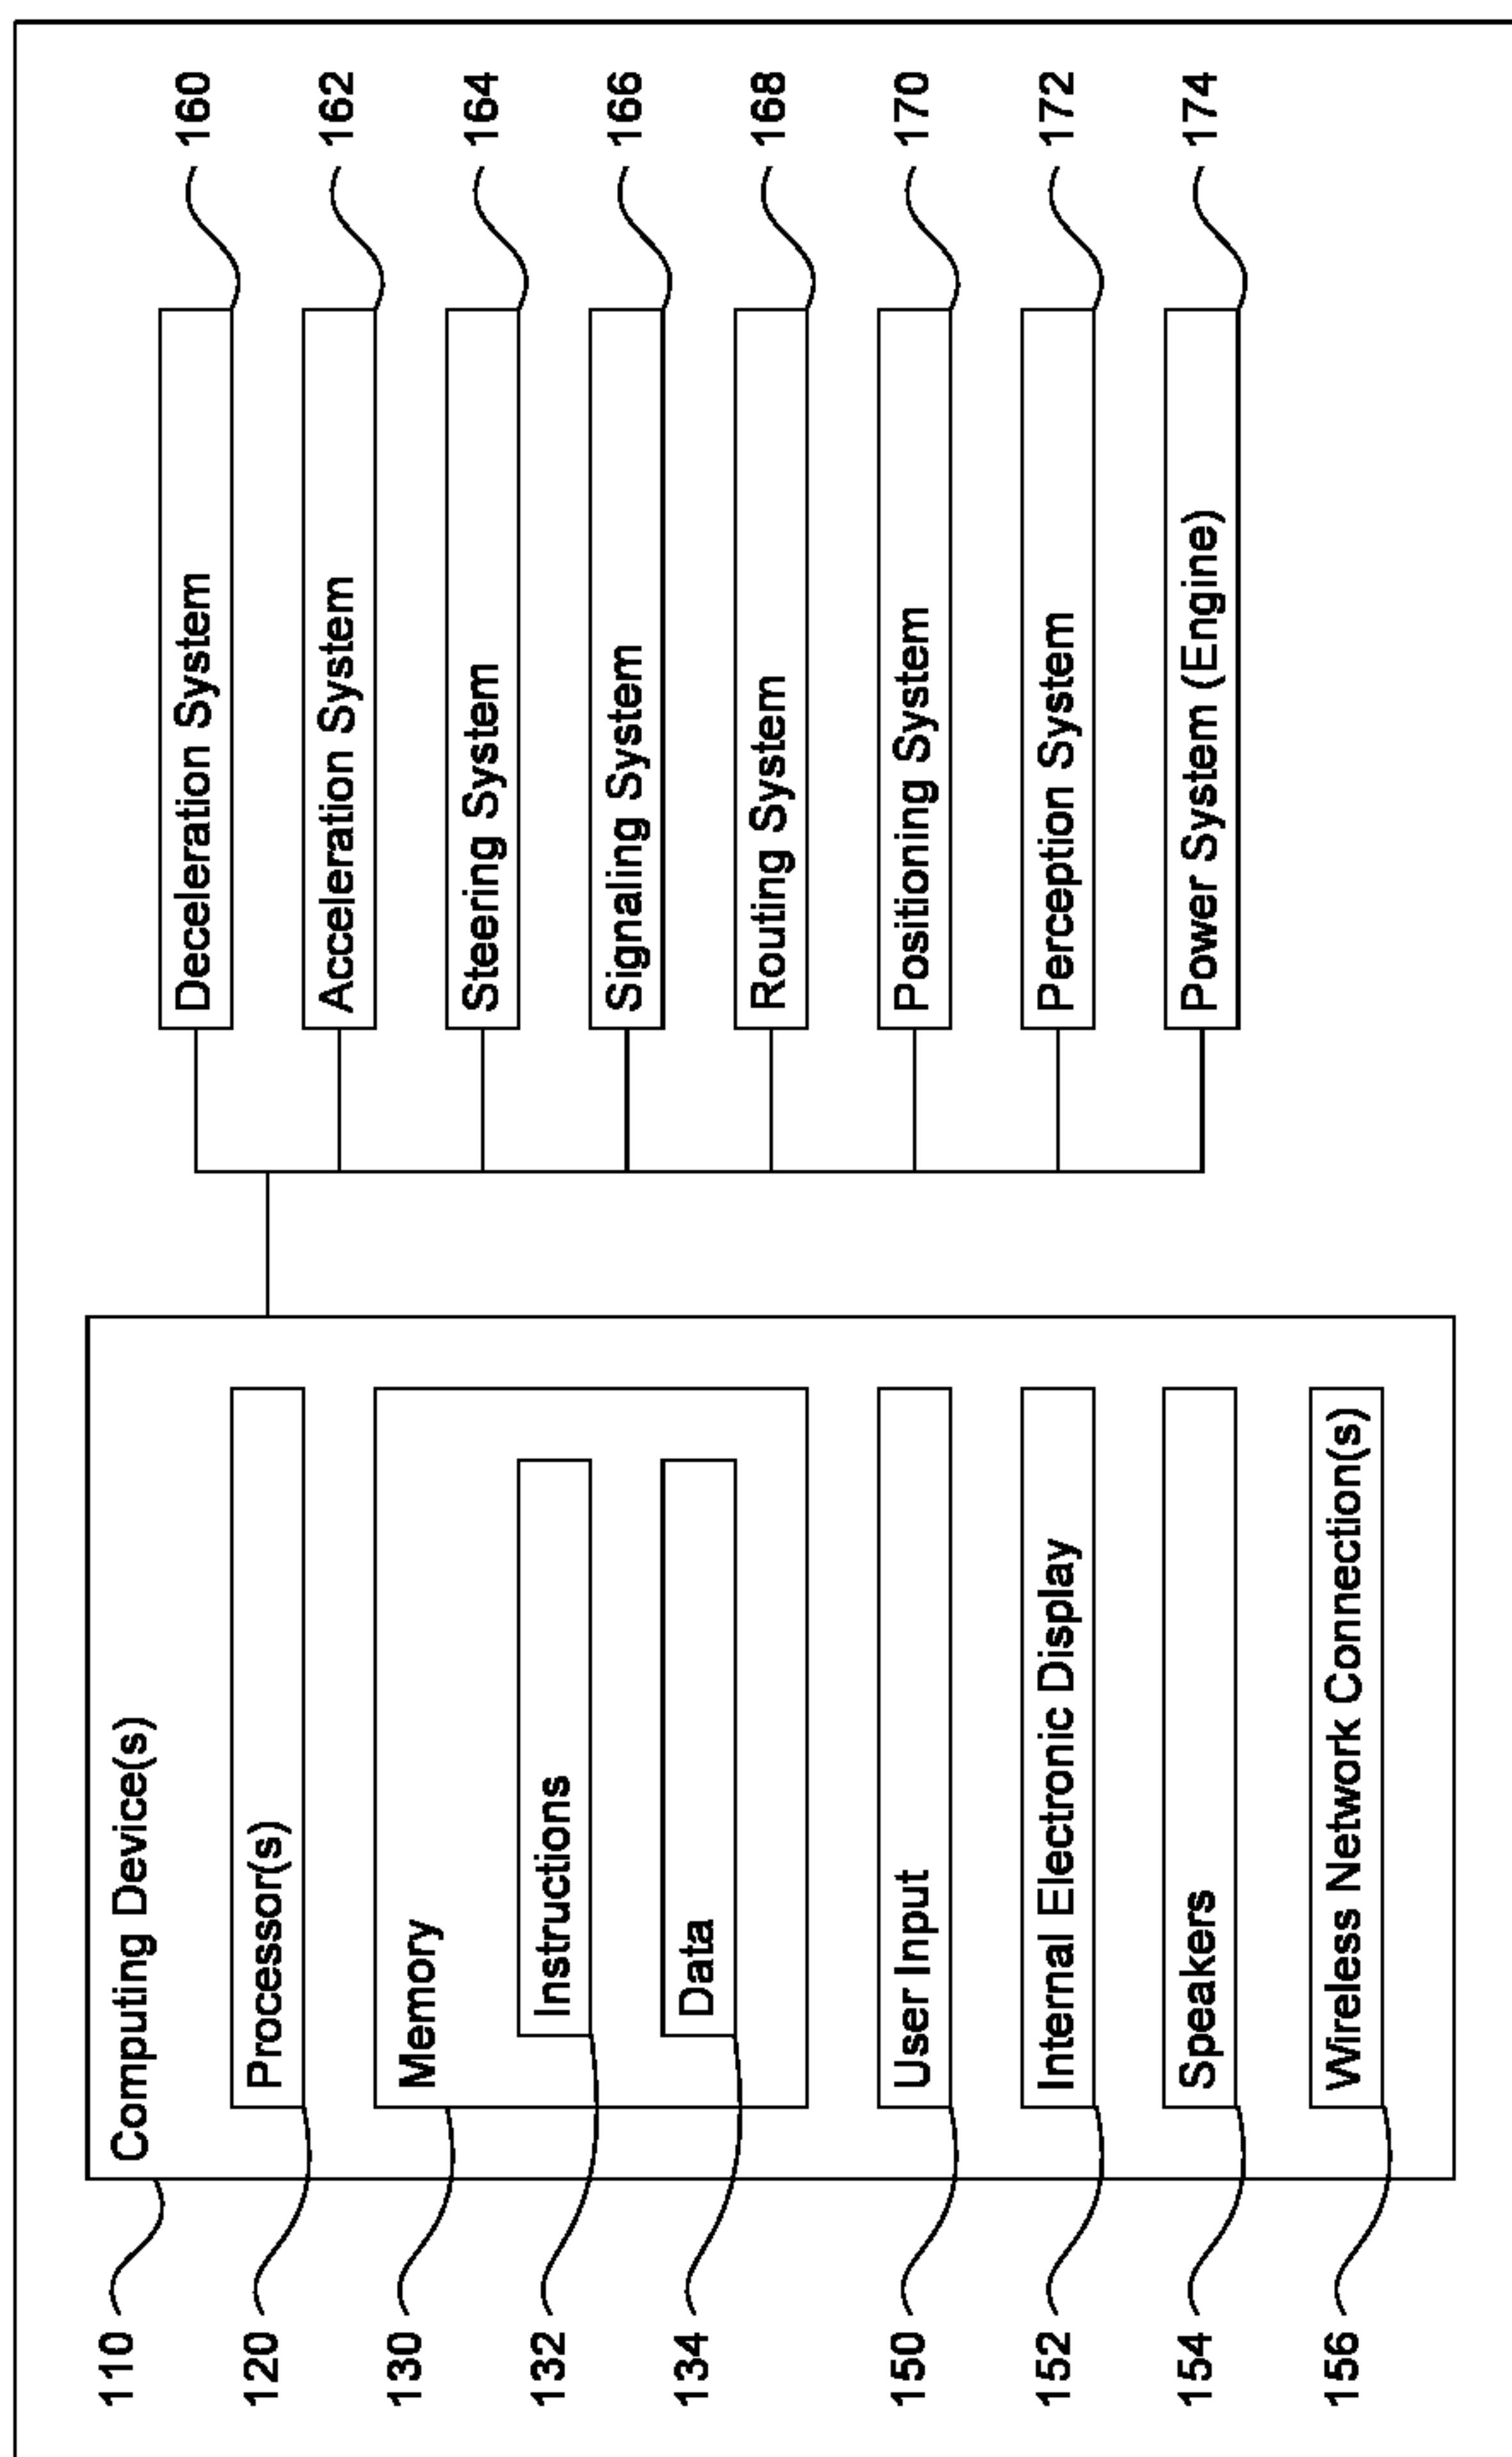 110
Computing Device(s)
120
Processor(s)
130
Memory
132
Instructions
134
Data
150
User Input
152
Internal Electronic Display
154
Speakers
156
Wireless Network Connection(s)
Deceleration System
160
Acceleration System
162
Steering System
164
Signaling System
166
Routing System
168
Positioning System
170
Perception System
172
Power System (Engine)
174